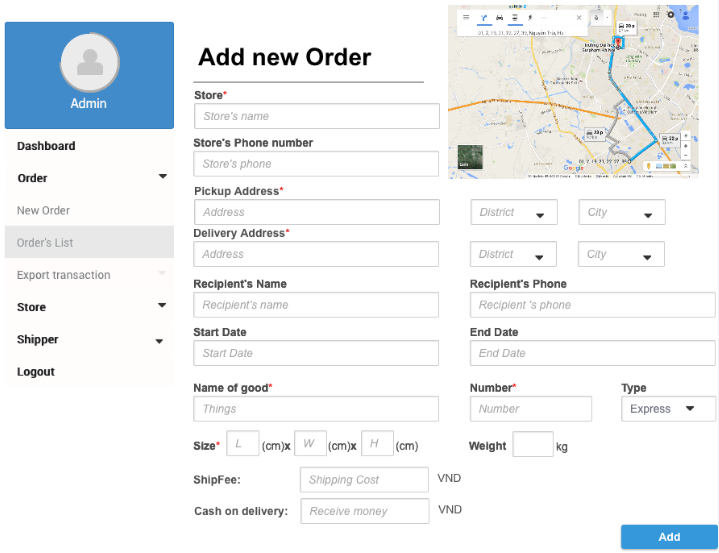 Admin
Dashboard
Order
New Order
Order's List
Export transaction
Store
Shipper
Logout
Add new Order
Store*
Store's name
Store's Phone number
Store's phone
Pickup Address*
Address
District
City
Delivery Address*
Address
District
City
Recipient's Name
Recipient's name
Recipient's Phone
Recipient 's phone
Start Date
Start Date
End Date
End Date
Name of good*
Things
Number*
Number
Type
Express
Size* L (cm)x W (cm)x H (cm)
Weight kg
ShipFee: Shipping Cost VND
Cash on delivery: Receive money VND
Add
Google